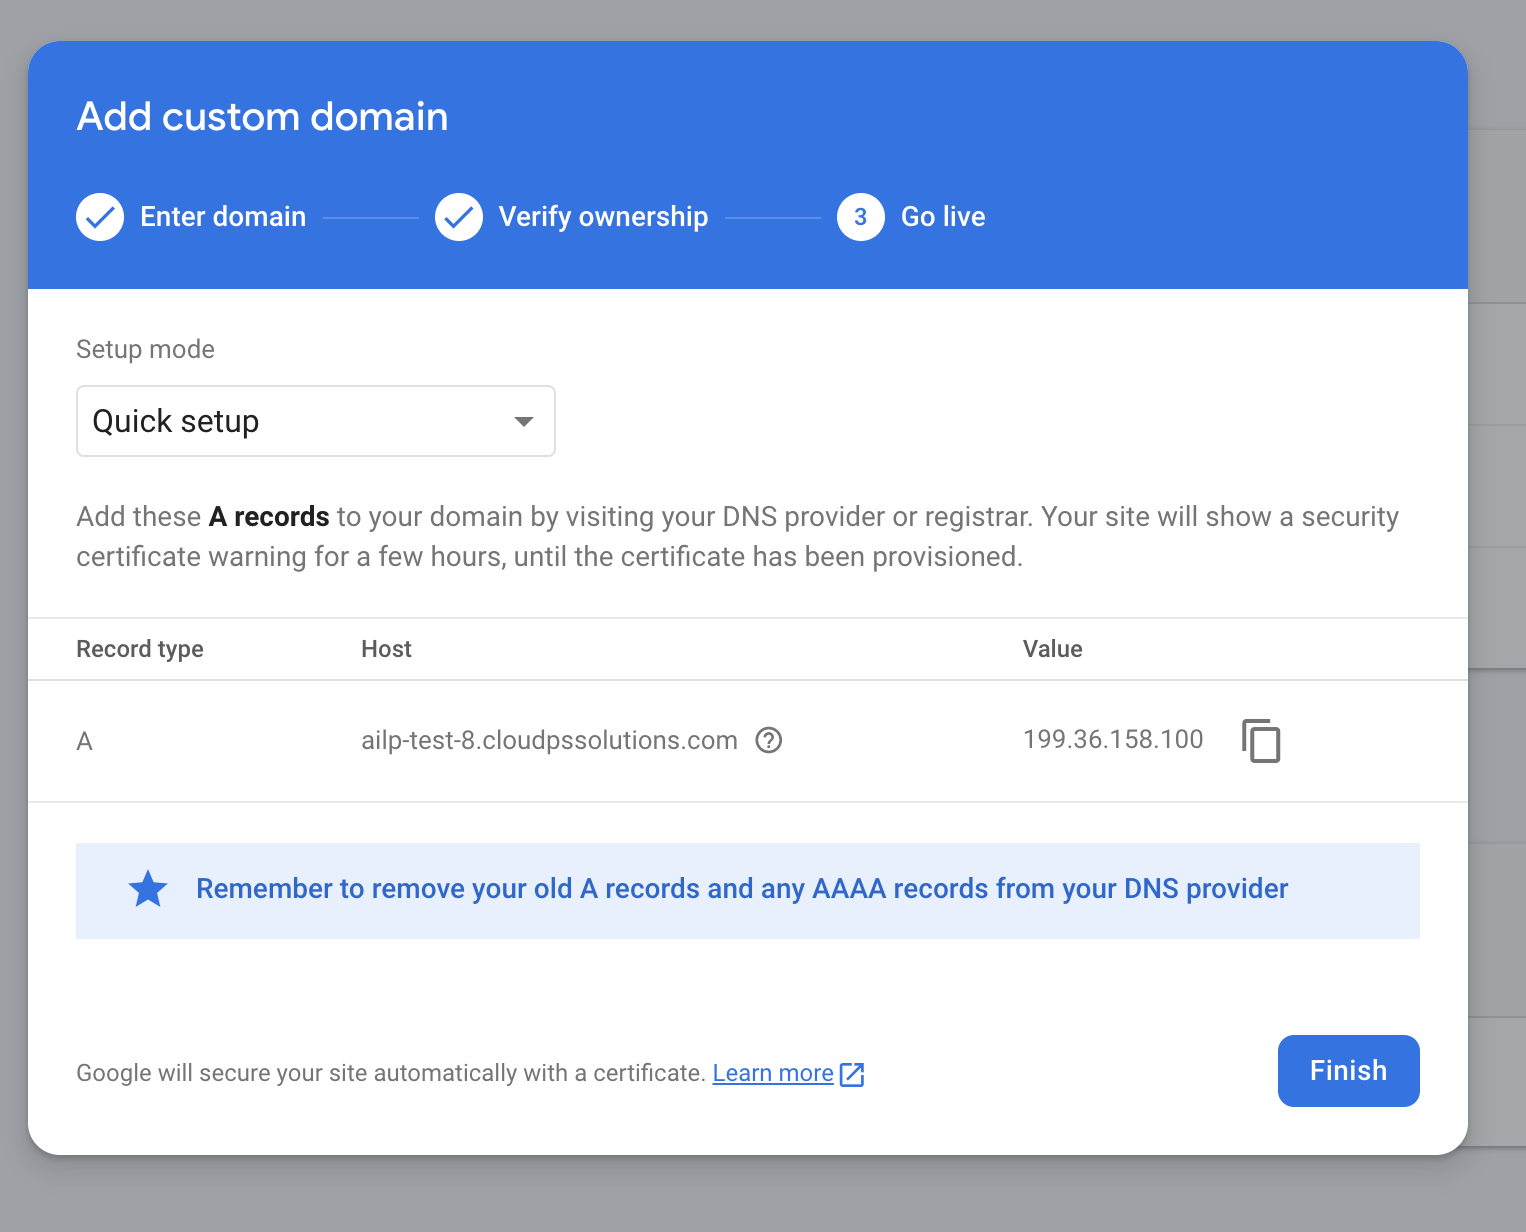 Add custom domain
Enter domain
Verify ownership
3 Go live
Setup mode
Quick setup
Add these A records to your domain by visiting your DNS provider or registrar. Your site will show a security
certificate warning for a few hours, until the certificate has been provisioned.
Record type Host Value
A ailp-test-8.cloudpssolutions.com ? 199.36.158.100
Remember to remove your old A records and any AAAA records from your DNS provider
Google will secure your site automatically with a certificate. Learn more
Finish